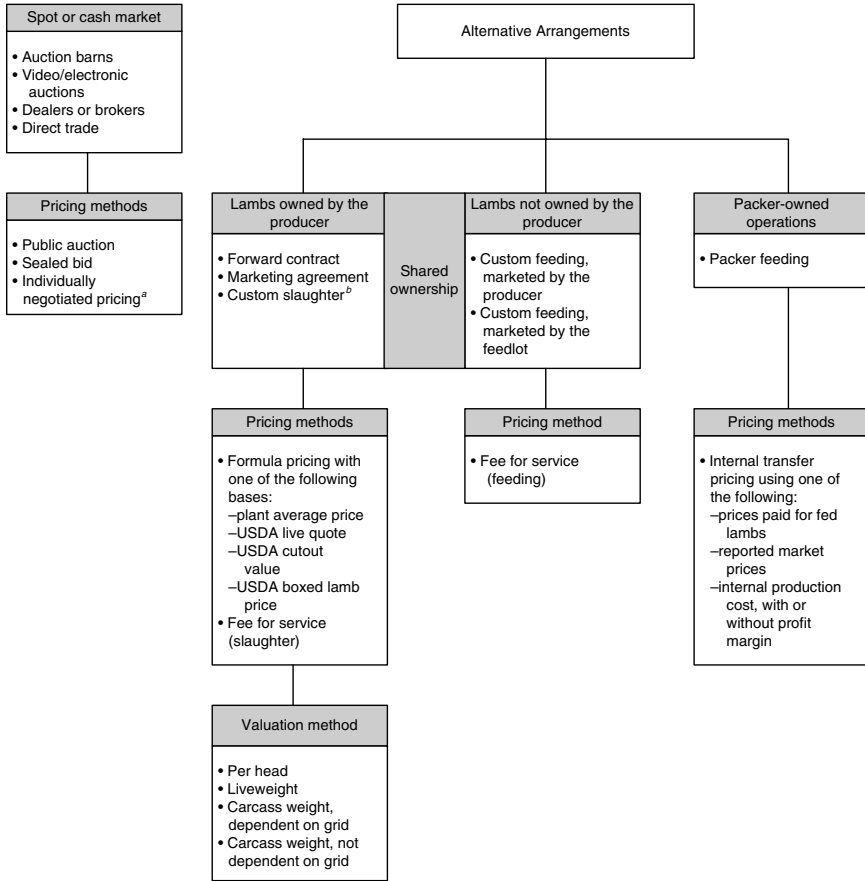 Spot or cash market
• Auction barns
• Video/electronic
auctions
• Dealers or brokers
• Direct trade
Pricing methods
• Public auction
• Sealed bid
• Individually
negotiated pricingᵃ
Alternative Arrangements
Lambs owned by the
producer
• Forward contract
• Marketing agreement
• Custom slaughterᵇ
Shared
ownership
Lambs not owned by the
producer
• Custom feeding,
marketed by the
producer
• Custom feeding,
marketed by the
feedlot
Packer-owned
operations
• Packer feeding
Pricing methods
• Formula pricing with
one of the following
bases:
–plant average price
–USDA live quote
–USDA cutout
value
–USDA boxed lamb
price
• Fee for service
(slaughter)
Pricing method
• Fee for service
(feeding)
Pricing methods
• Internal transfer
pricing using one of
the following:
–prices paid for fed
lambs
–reported market
prices
–internal production
cost, with or
without profit
margin
Valuation method
• Per head
• Liveweight
• Carcass weight,
dependent on grid
• Carcass weight, not
dependent on grid